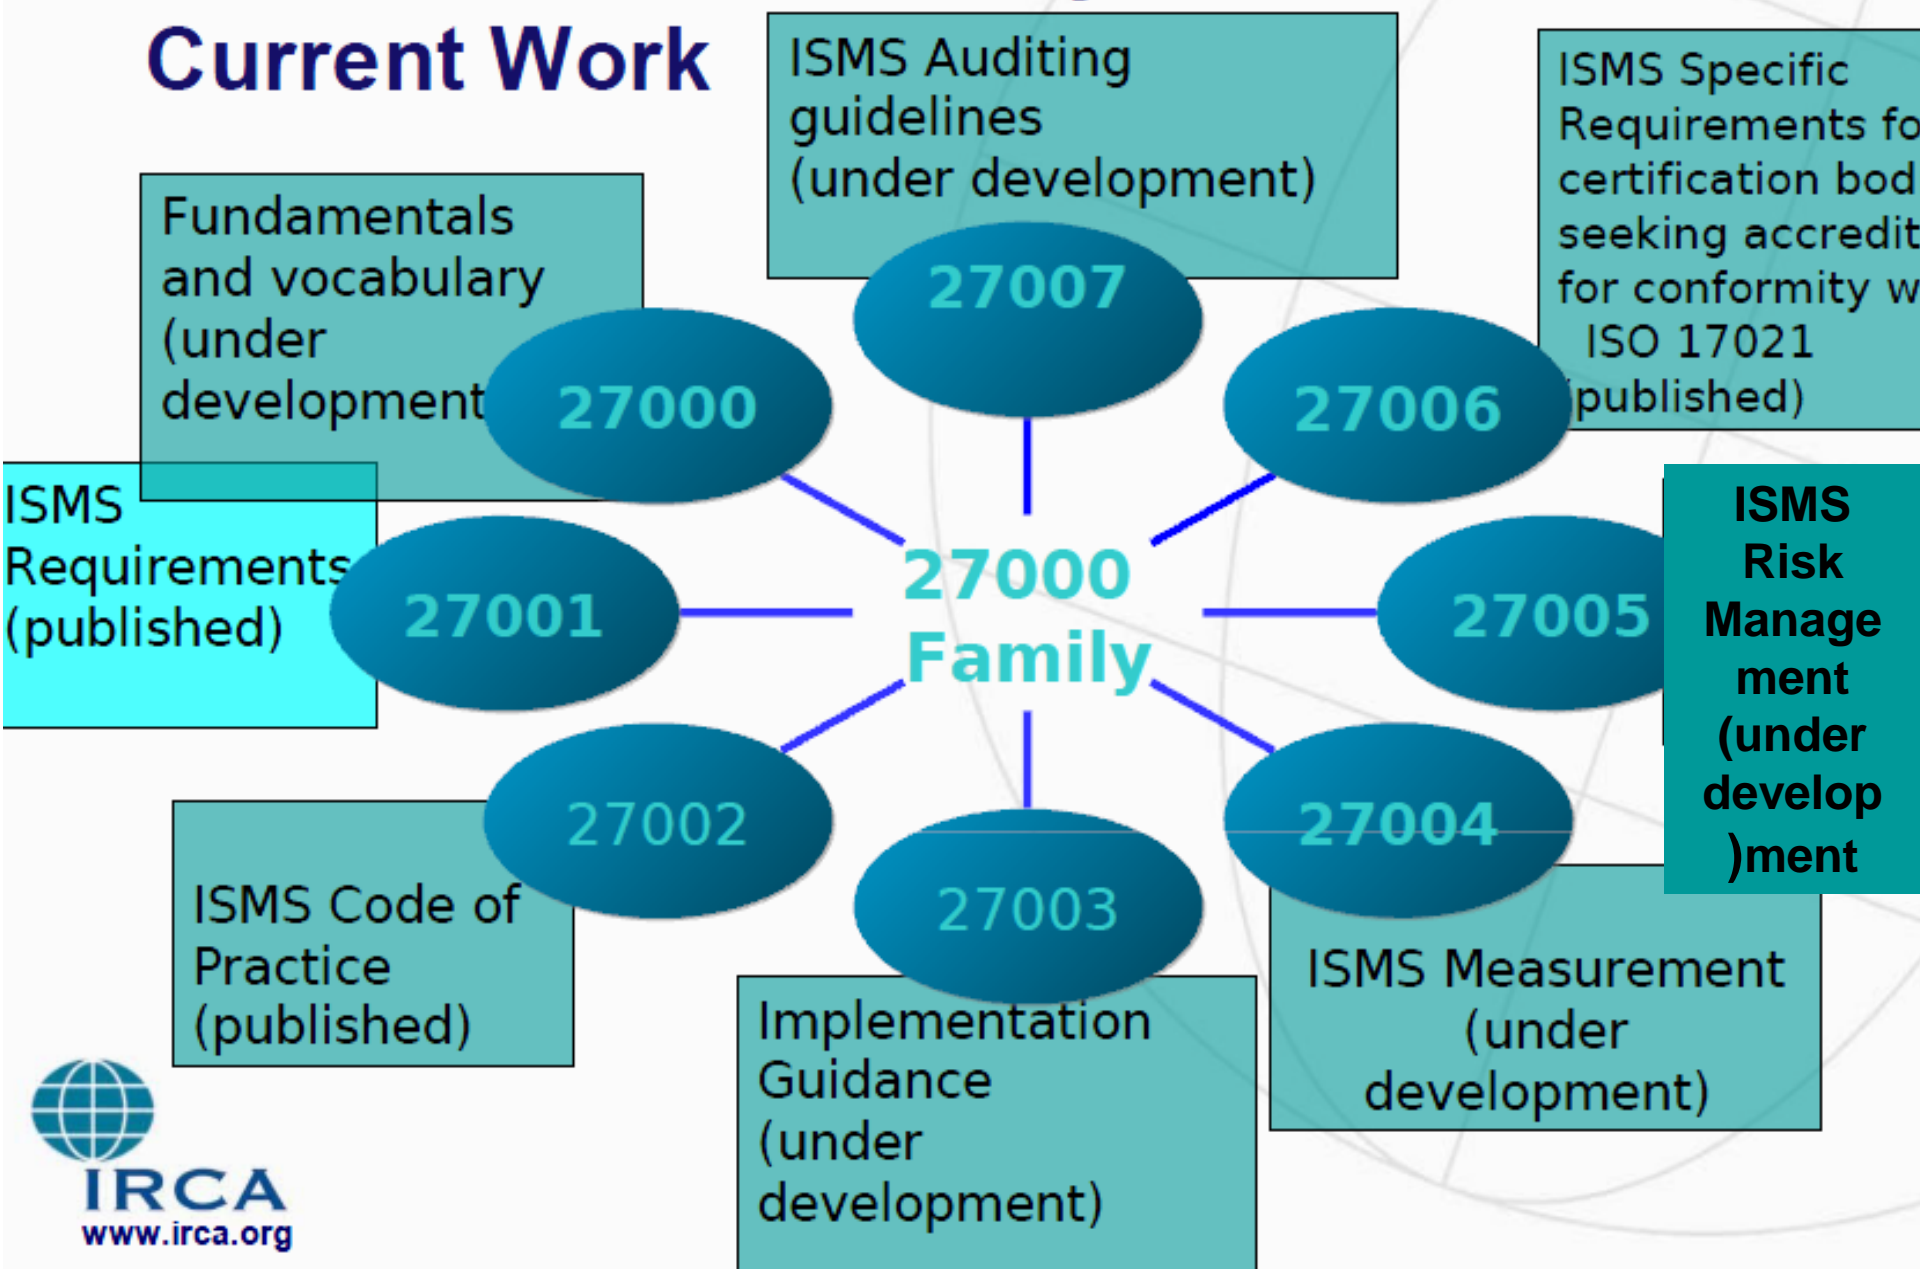 Current Work
ISMS Auditing
guidelines
(under development)
27007
ISMS Specific
Requirements
certification
seeking
for conformity
ISO 17021
(published)
27006
Fundamentals
and vocabulary
(under
development
27000
ISMS
Requirements
(published)
27001
27000
Family
27005
ISMS
Risk
Manage
ment
(under
develop
)ment
27002
ISMS Code of
Practice
(published)
27003
Implementation
Guidance
(under
development)
27004
ISMS Measurement
(under
development)
IRCA
www.irca.org